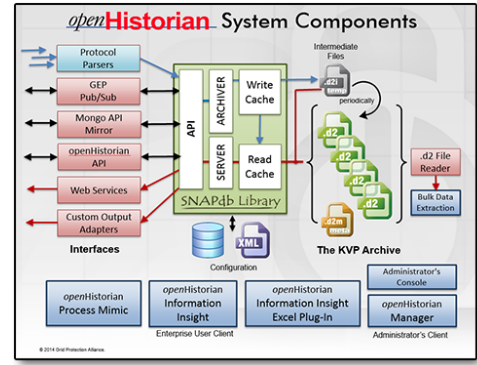 openHistorian System Components
Protocol
Parsers
GEP
Pub/Sub
Mongo API
Mirror
openHistorian
API
Web Services
Custom Output
Adapters
Interfaces
API
ARCHIVER
SERVER
Write
Cache
Read
Cache
SNAPdb Library
XML
Configuration
Intermediate
Files
.d2i
temp
periodically
.d2
.d2
.d2
.d2
.d2m
meta
The KVP Archive
.d2 File
Reader
Bulk Data
Extraction
openHistorian
Process Mimic
openHistorian
Information
Insight
Enterprise User Client
openHistorian
Information Insight
Excel Plug-In
Administrator's
Console
openHistorian
Manager
Administrator's Client
© 2014 Grid Protection Alliance.